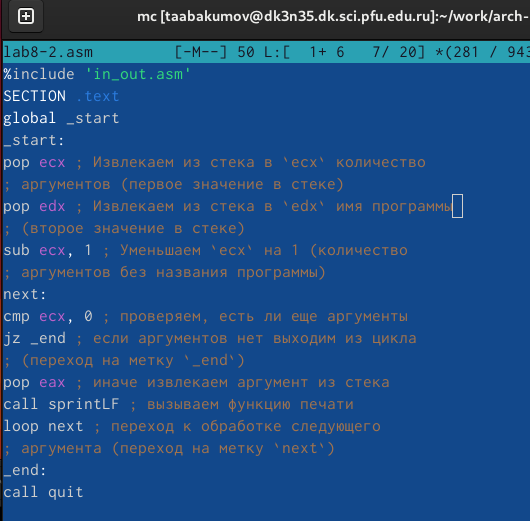 mc [taabakumov@dk3n35.dk.sci.pfu.edu.ru]:~/work/arch-
lab8-2.asm [-M--] 50 L:[ 1+ 6 7/ 20] *(281 / 943
%include 'in_out.asm'
SECTION .text
global _start
_start:
pop ecx ; Извлекаем из стека в `ecx` количество
; аргументов (первое значение в стеке)
pop edx ; Извлекаем из стека в `edx` имя программы
; (второе значение в стеке)
sub ecx, 1 ; Уменьшаем `ecx` на 1 (количество
; аргументов без названия программы)
next:
cmp ecx, 0 ; проверяем, есть ли еще аргументы
jz _end ; если аргументов нет выходим из цикла
; (переход на метку `_end`)
pop eax ; иначе извлекаем аргумент из стека
call sprintLF ; вызываем функцию печати
loop next ; переход к обработке следующего
; аргумента (переход на метку `next`)
_end:
call quit